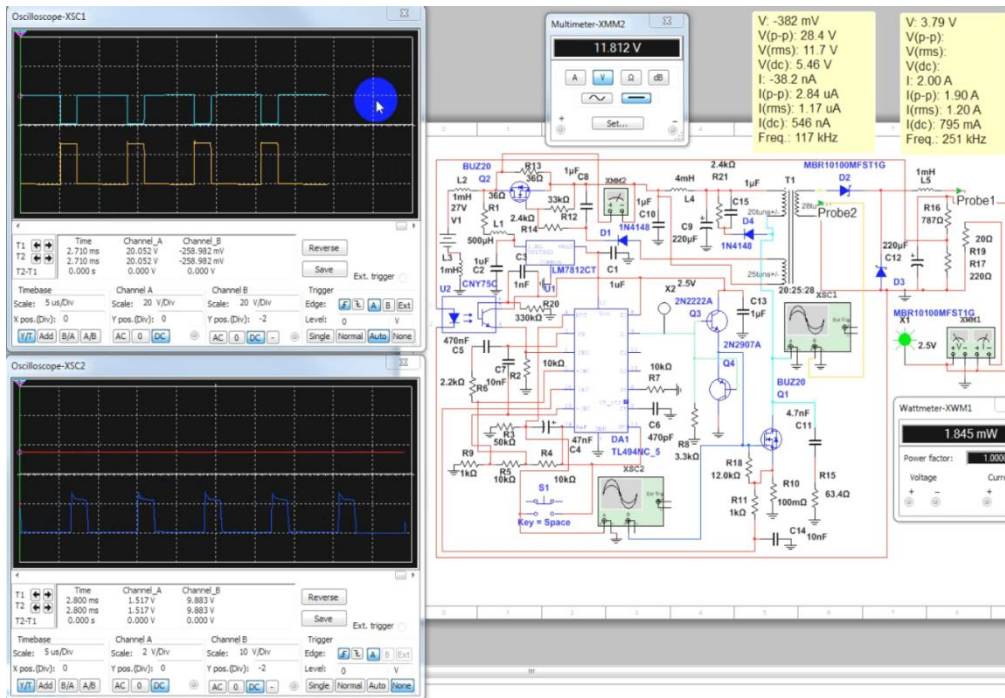 Oscilloscope-XSC1
T1
T2
T2-T1
Time Channel_A Channel_B
2.710 ms 20.052 V -258.982 mV
2.710 ms 20.052 V -258.982 mV
0.000 s 0.000 V 0.000 V
Reverse
Save
Ext. trigger
Timebase
Scale: 5 us/Div
X pos.(Div): 0
Y/T Add B/A A/B
Channel A
Scale: 20 V/Div
Y pos.(Div): 0
AC 0 DC
Channel B
Scale: 20 V/Div
Y pos.(Div): -2
AC 0 DC -
Trigger
Edge: A B Ext
Level: 0 V
Single Normal Auto None
Oscilloscope-XSC2
T1
T2
T2-T1
Time Channel_A Channel_B
2.800 ms 1.517 V 9.883 V
2.800 ms 1.517 V 9.883 V
0.000 s 0.000 V 0.000 V
Reverse
Save
Ext. trigger
Timebase
Scale: 5 us/Div
X pos.(Div): 0
Y/T Add B/A A/B
Channel A
Scale: 2 V/Div
Y pos.(Div): 0
AC 0 DC
Channel B
Scale: 10 V/Div
Y pos.(Div): -2
AC 0 DC -
Trigger
Edge: A B Ext
Level: 0 V
Single Normal Auto None
Multimeter-XMM2
11.812 V
A V Ω dB
Set...
V: -382 mV
V(p-p): 28.4 V
V(rms): 11.7 V
V(dc): 5.46 V
I: -38.2 nA
I(p-p): 2.84 uA
I(rms): 1.17 uA
I(dc): 546 nA
Freq.: 117 kHz
V: 3.79 V
V(p-p):
V(rms):
V(dc):
I: 2.00 A
I(p-p): 1.90 A
I(rms): 1.20 A
I(dc): 795 mA
Freq.: 251 kHz
BUZ20
Q2
R13
36Ω
1µF
C8
XMM2
4mH
L4
2.4kΩ
R21
1µF
C15
T1
MBR10100MFST1G
D2
1mH
L5
Probe1
Probe2
L2
1mH
27V
V1
36Ω
R1
L1
500µH
2.4kΩ
R14
33kΩ
R12
1µF
C10
220µF
C9
D4
1N4148
D1
1N4148
R16
787Ω
20Ω
R19
R17
220Ω
220µF
C12
D3
MBR10100MFST1G
L3
1mH
1uF
C2
C3
1nF
LM7812CT
U1
C1
1uF
CNY75C
U2
R20
330kΩ
X2
2.5V
2N2222A
Q3
C13
1µF
20:25:28
XSC1
X1
2.5V
XMM1
470nF
C5
C7
10nF
R2
10kΩ
2.2kΩ
R6
10kΩ
R7
2N2907A
Q4
BUZ20
Q1
4.7nF
C11
R3
50kΩ
47nF
C4
C6
470pF
DA1
TL494NC_5
R8
3.3kΩ
R9
1kΩ
R5
10kΩ
R4
10kΩ
XSC2
S1
Key = Space
R18
12.0kΩ
R11
1kΩ
R10
100mΩ
R15
63.4Ω
C14
10nF
Wattmeter-XWM1
1.845 mW
Power factor:
Voltage